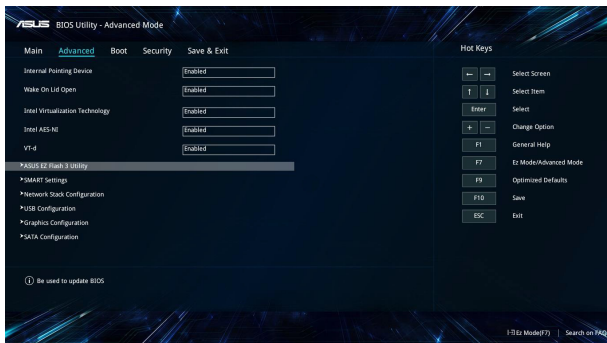 ASUS BIOS Utility - Advanced Mode
Main Advanced Boot Security Save & Exit
Internal Pointing Device Enabled
Wake On Lid Open Enabled
Intel Virtualization Technology Enabled
Intel AES-NI Enabled
VT-d Enabled
ASUS EZ Flash 3 Utility
SMART Settings
Network Stack Configuration
USB Configuration
Graphics Configuration
SATA Configuration
Be used to update BIOS
Hot Keys
← → Select Screen
↑ ↓ Select Item
Enter Select
+ − Change Option
F1 General Help
F7 Ez Mode/Advanced Mode
F9 Optimized Defaults
F10 Save
ESC Exit
Ez Mode(F7) | Search on FAQ